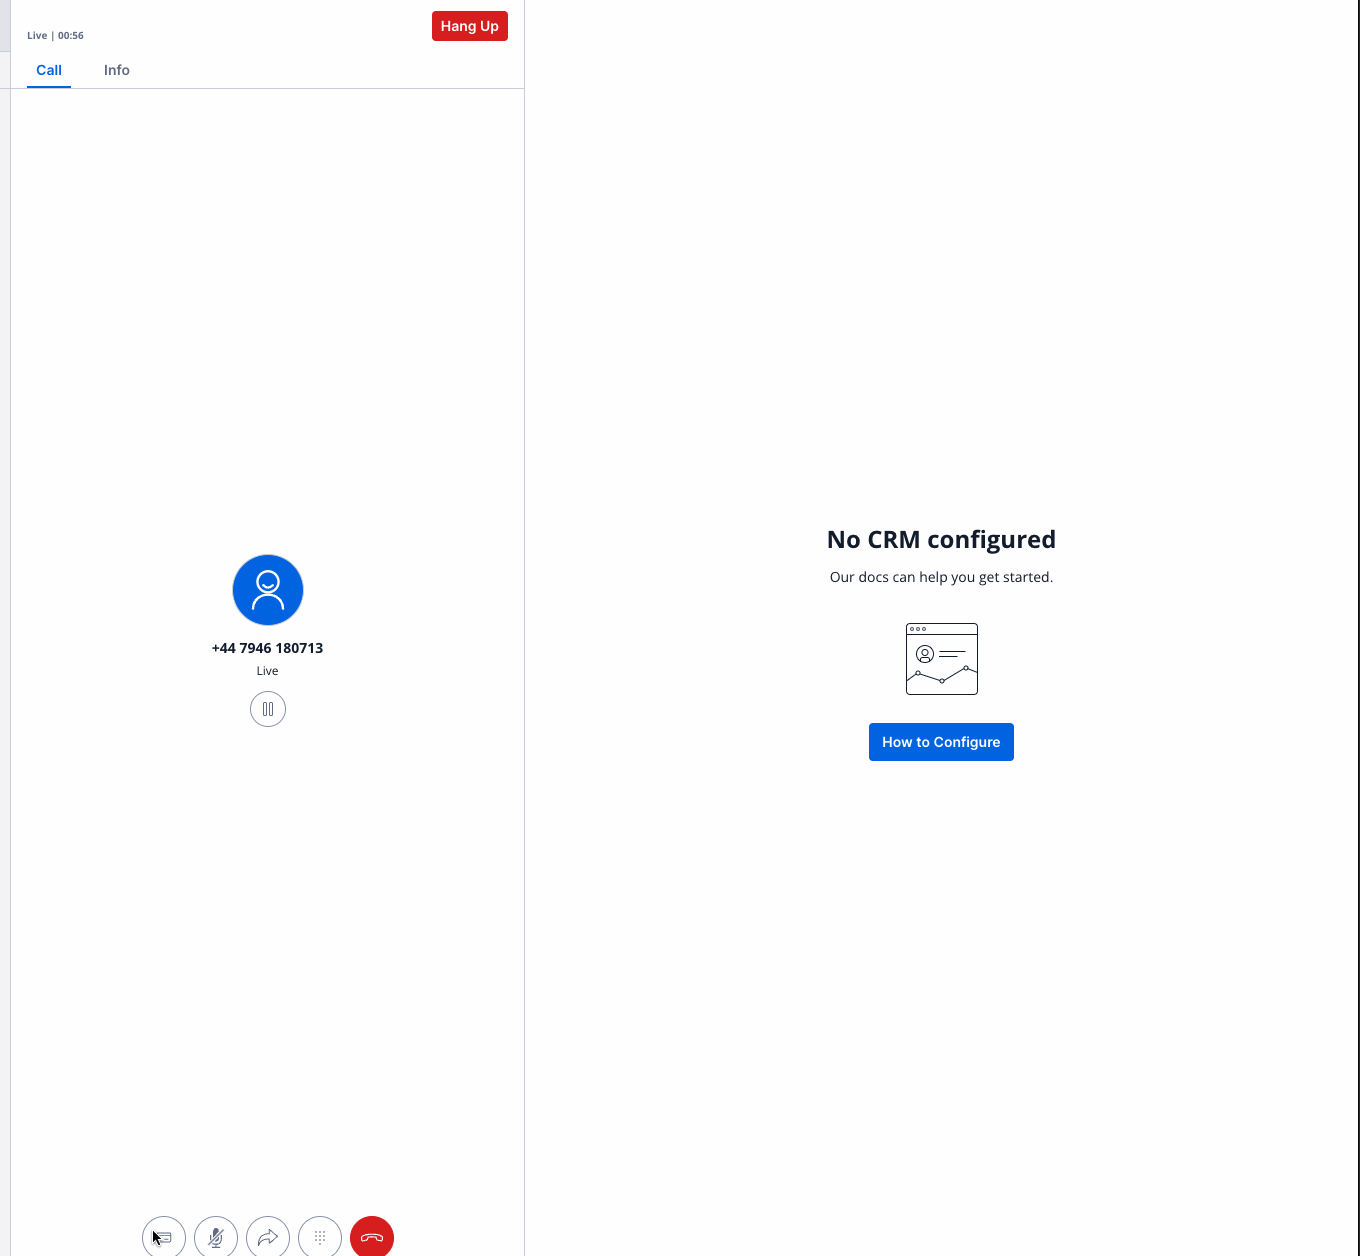 Live | 00:56
Hang Up
Call
Info
+44 7946 180713
Live
No CRM configured
Our docs can help you get started.
How to Configure